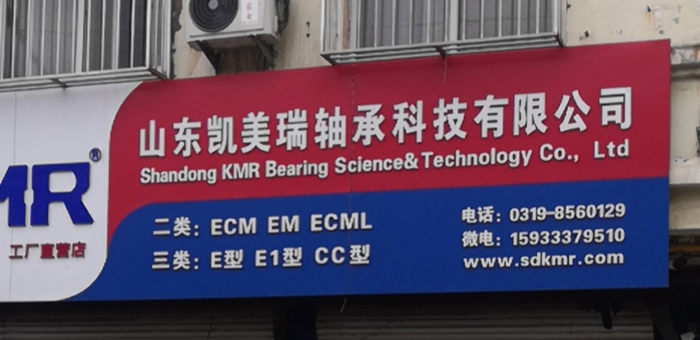 山东凯美瑞轴承科技有限公司
Shandong KMR Bearing Science&Technology Co., Ltd
MR®
工厂直营店
二类: ECM EM ECML
三类: E型 E1型 CC型
电话: 0319-8560129
微电: 15933379510
www.sdkmr.com